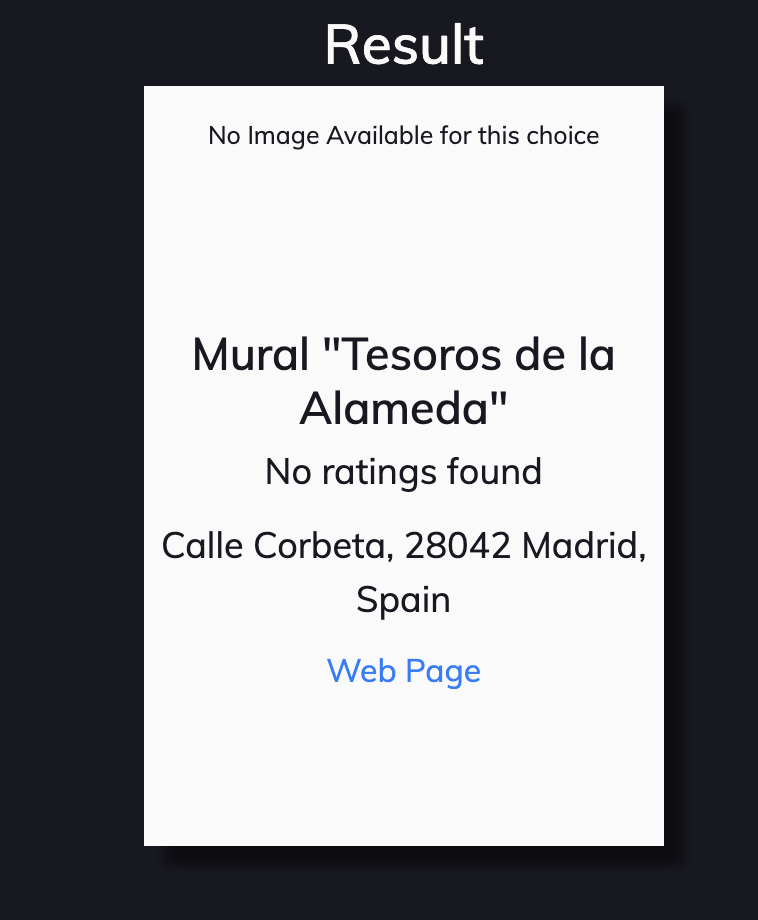 Result
No Image Available for this choice
Mural "Tesoros de la
Alameda"
No ratings found
Calle Corbeta, 28042 Madrid,
Spain
Web Page